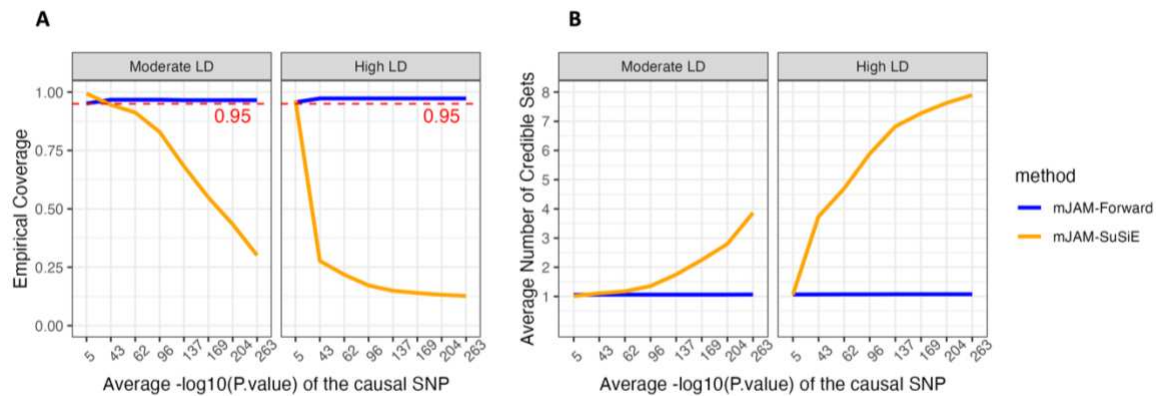 A
B
Moderate LD
High LD
Moderate LD
High LD
Empirical Coverage
1.00
0.75
0.50
0.25
0.00
0.95
0.95
5 43 62 96 137 169 204 263
5 43 62 96 137 169 204 263
Average -log10(P.value) of the causal SNP
Average Number of Credible Sets
8
7
6
5
4
3
2
1
5 43 62 96 137 169 204 263
5 43 62 96 137 169 204 263
Average -log10(P.value) of the causal SNP
method
mJAM-Forward
mJAM-SuSiE